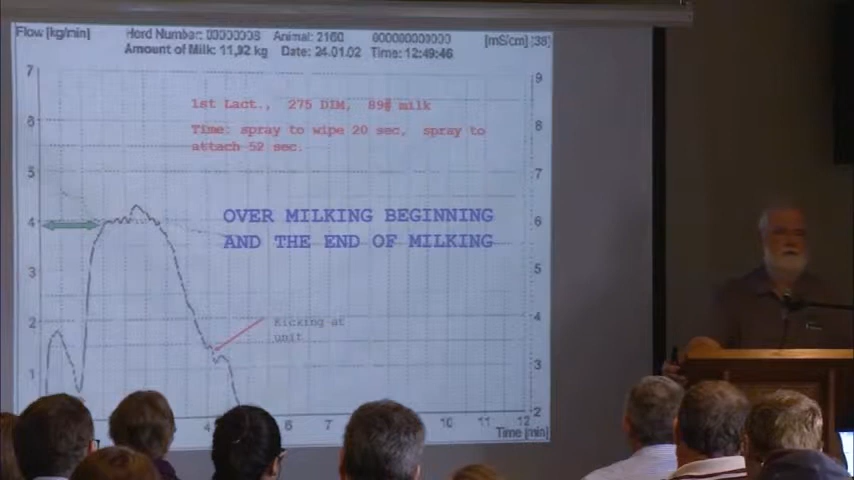 Flow [kg/min] Herd Number: 00000008 Animal: 2160 000000000000 [mS/cm] [38]
Amount of Milk: 11,92 kg Date: 24.01.02 Time: 12:49:46
7
9
1st Lact., 275 DIM, 89# milk
6
8
Time: spray to wipe 20 sec, spray to
attach 52 sec.
5
7
OVER MILKING BEGINNING
4
6
AND THE END OF MILKING
3
5
2
Kicking at
4
unit
1
3
4 6 7 10 11 12
2
Time [min]